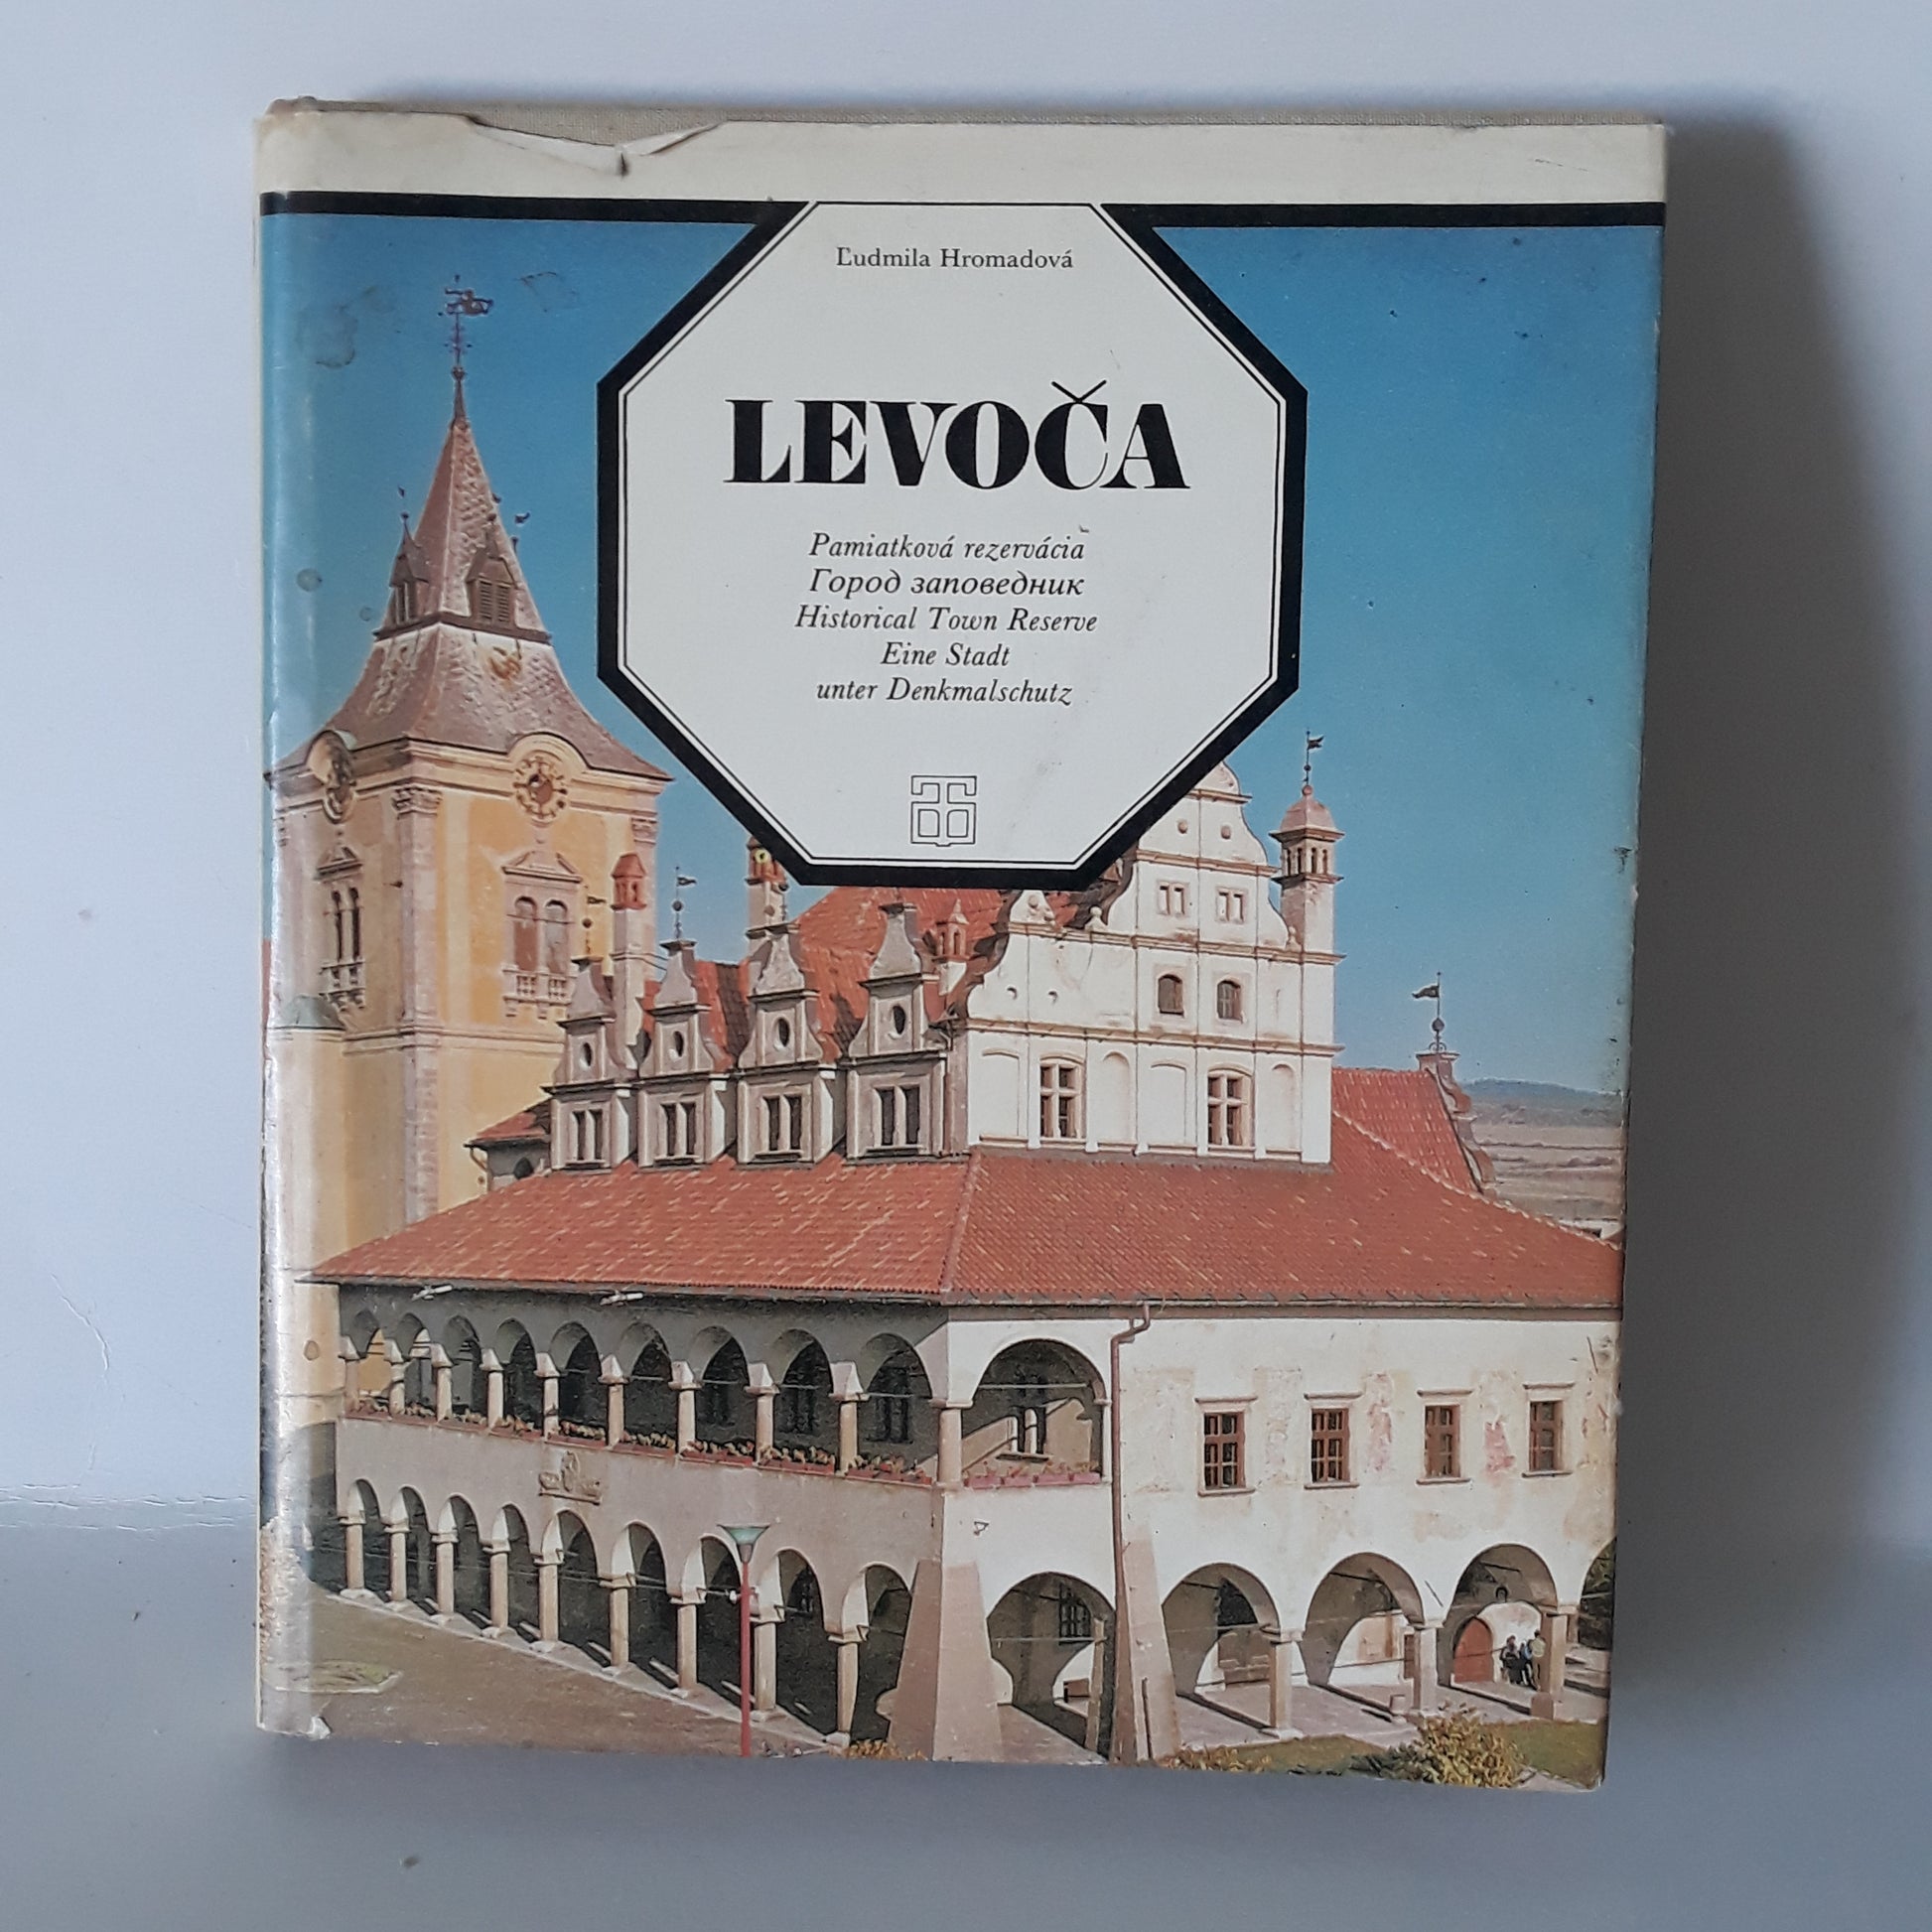 Ľudmila Hromadová
LEVOČA
Pamiatková rezervácia
Город заповедник
Historical Town Reserve
Eine Stadt
unter Denkmalschutz